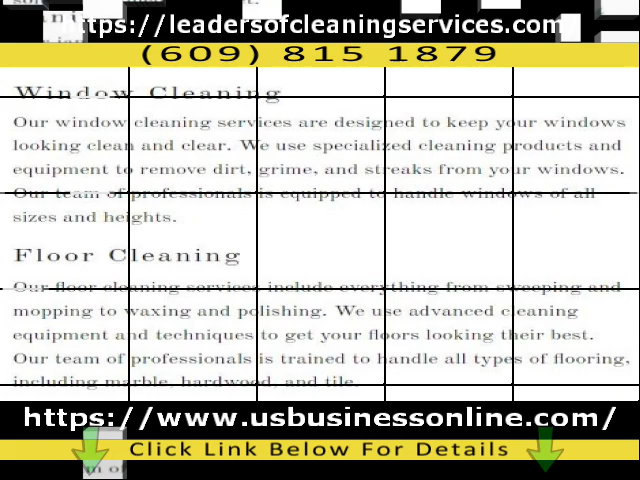 https://leadersofcleaningservices.com/
(609) 815 1879
Window Cleaning
Our window cleaning services are designed to keep your windows
looking clean and clear. We use specialized cleaning products and
equipment to remove dirt, grime, and streaks from your windows.
Our team of professionals is equipped to handle windows of all
sizes and heights.
Floor Cleaning
Our floor cleaning services include everything from sweeping and
mopping to waxing and polishing. We use advanced cleaning
equipment and techniques to get your floors looking their best.
Our team of professionals is trained to handle all types of flooring,
including marble, hardwood, and tile.
https://www.usbusinessonline.com/
Click Link Below For Details